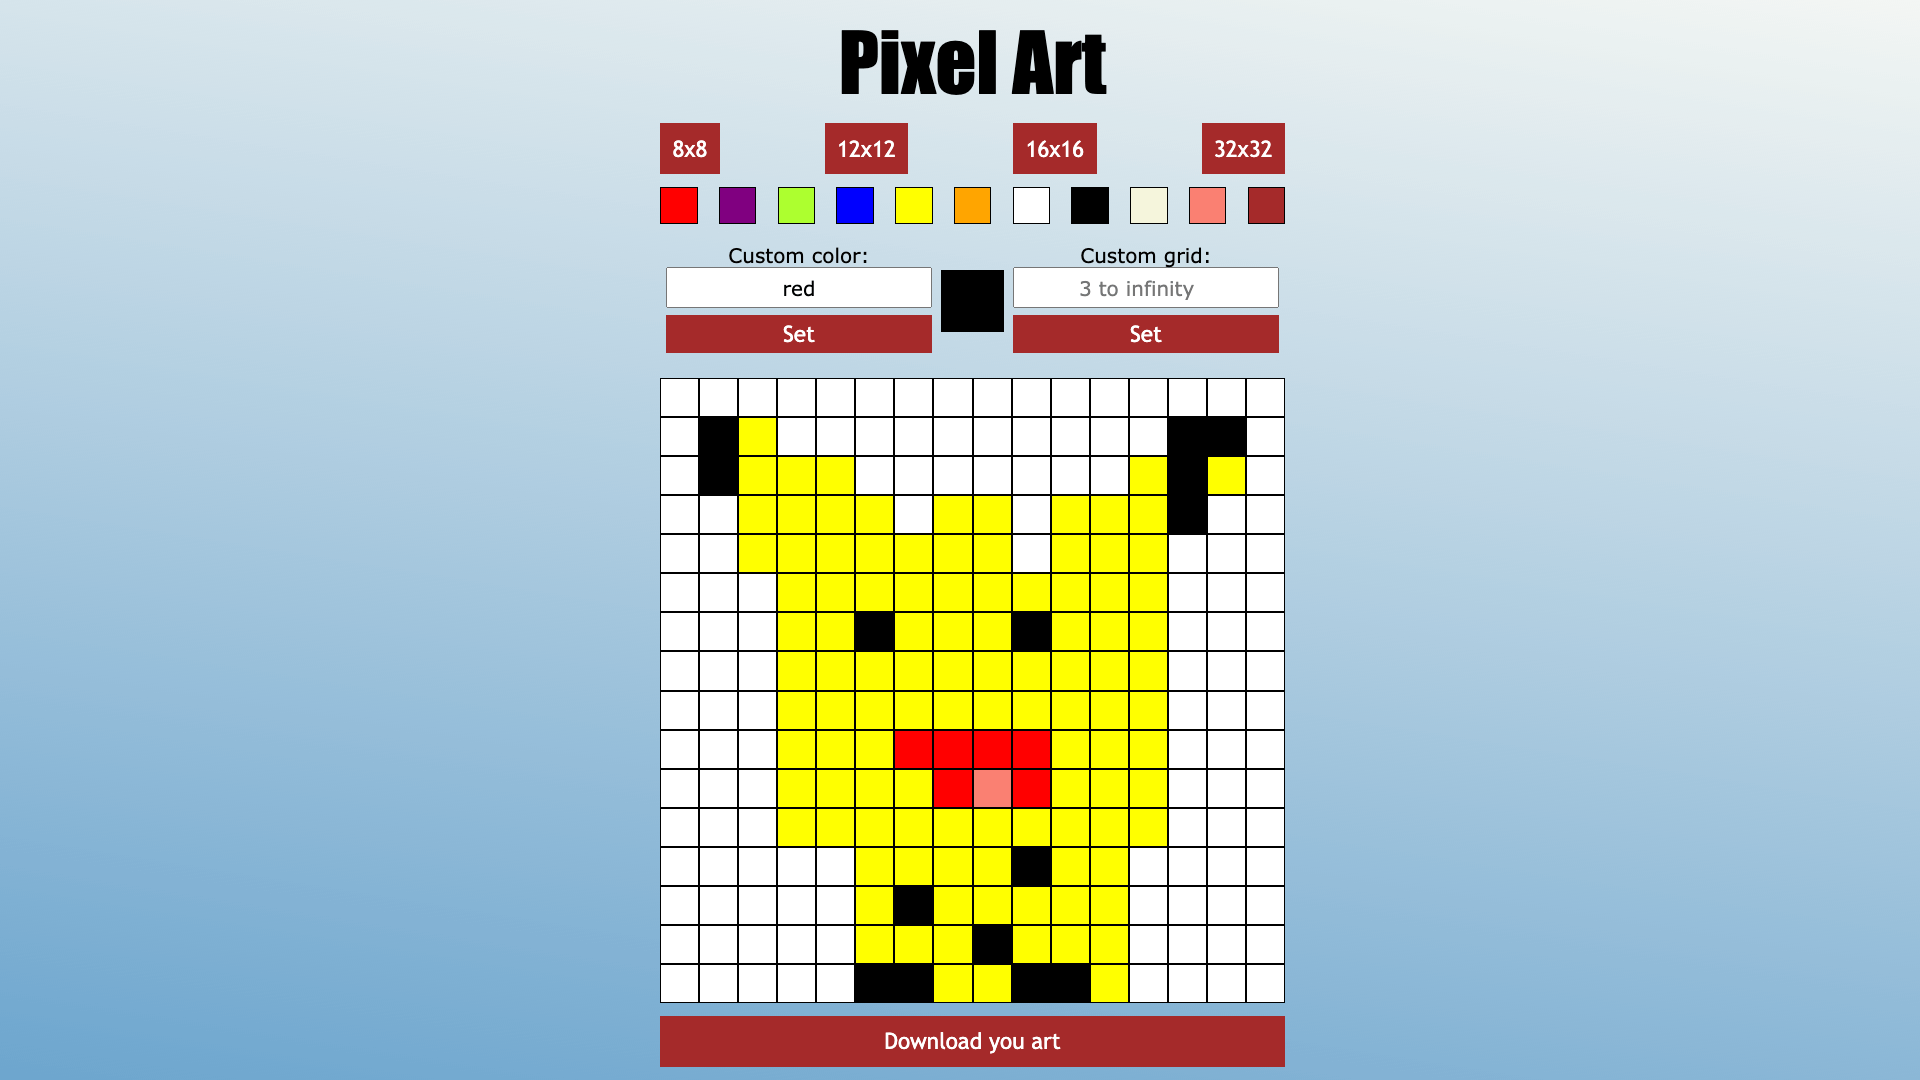 Pixel Art
8x8 12x12 16x16 32x32
Custom color: Custom grid:
red 3 to infinity
Set Set
Download you art